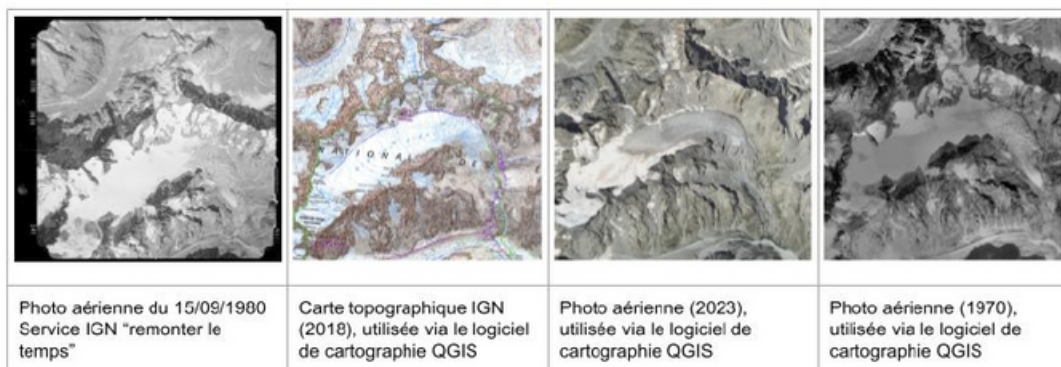 NATIONAL DES
Photo aérienne du 15/09/1980
Service IGN “remonter le
temps”
Carte topographique IGN
(2018), utilisée via le logiciel
de cartographie QGIS
Photo aérienne (2023),
utilisée via le logiciel de
cartographie QGIS
Photo aérienne (1970),
utilisée via le logiciel de
cartographie QGIS